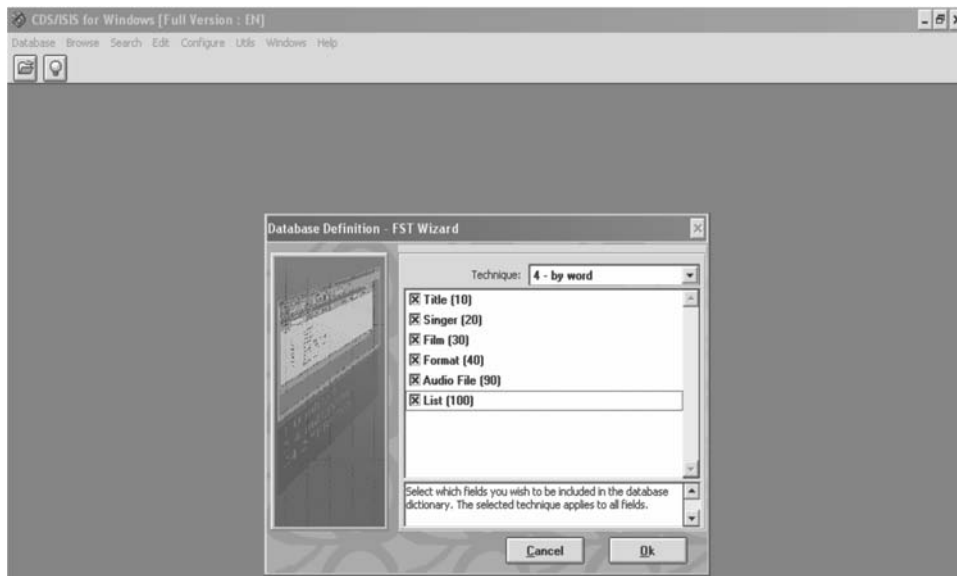 CDS/ISIS for Windows [Full Version : EN]
Database Browse Search Edit Configure Utils Windows Help
Database Definition - FST Wizard
Technique: 4 - by word
Title (10)
Singer (20)
Film (30)
Format (40)
Audio File (90)
List (100)
Select which fields you wish to be included in the database
dictionary. The selected technique applies to all fields.
Cancel Ok